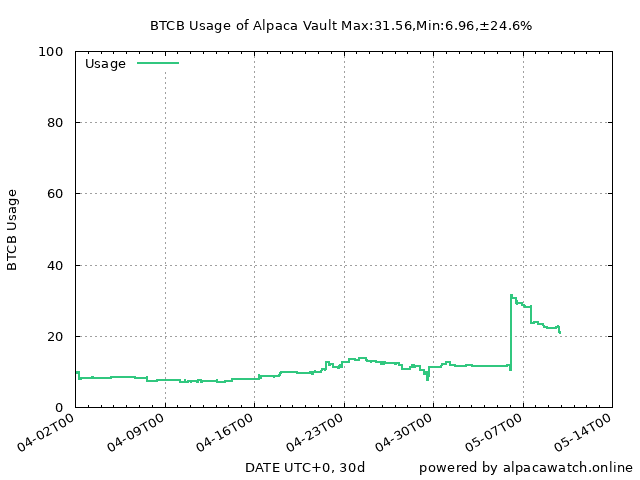 BTCB Usage of Alpaca Vault Max:31.56,Min:6.96,±24.6%
Usage
100
80
60
40
20
0
BTCB Usage
04-02T00 04-09T00 04-16T00 04-23T00 04-30T00 05-07T00 05-14T00
DATE UTC+0, 30d powered by alpacawatch.online